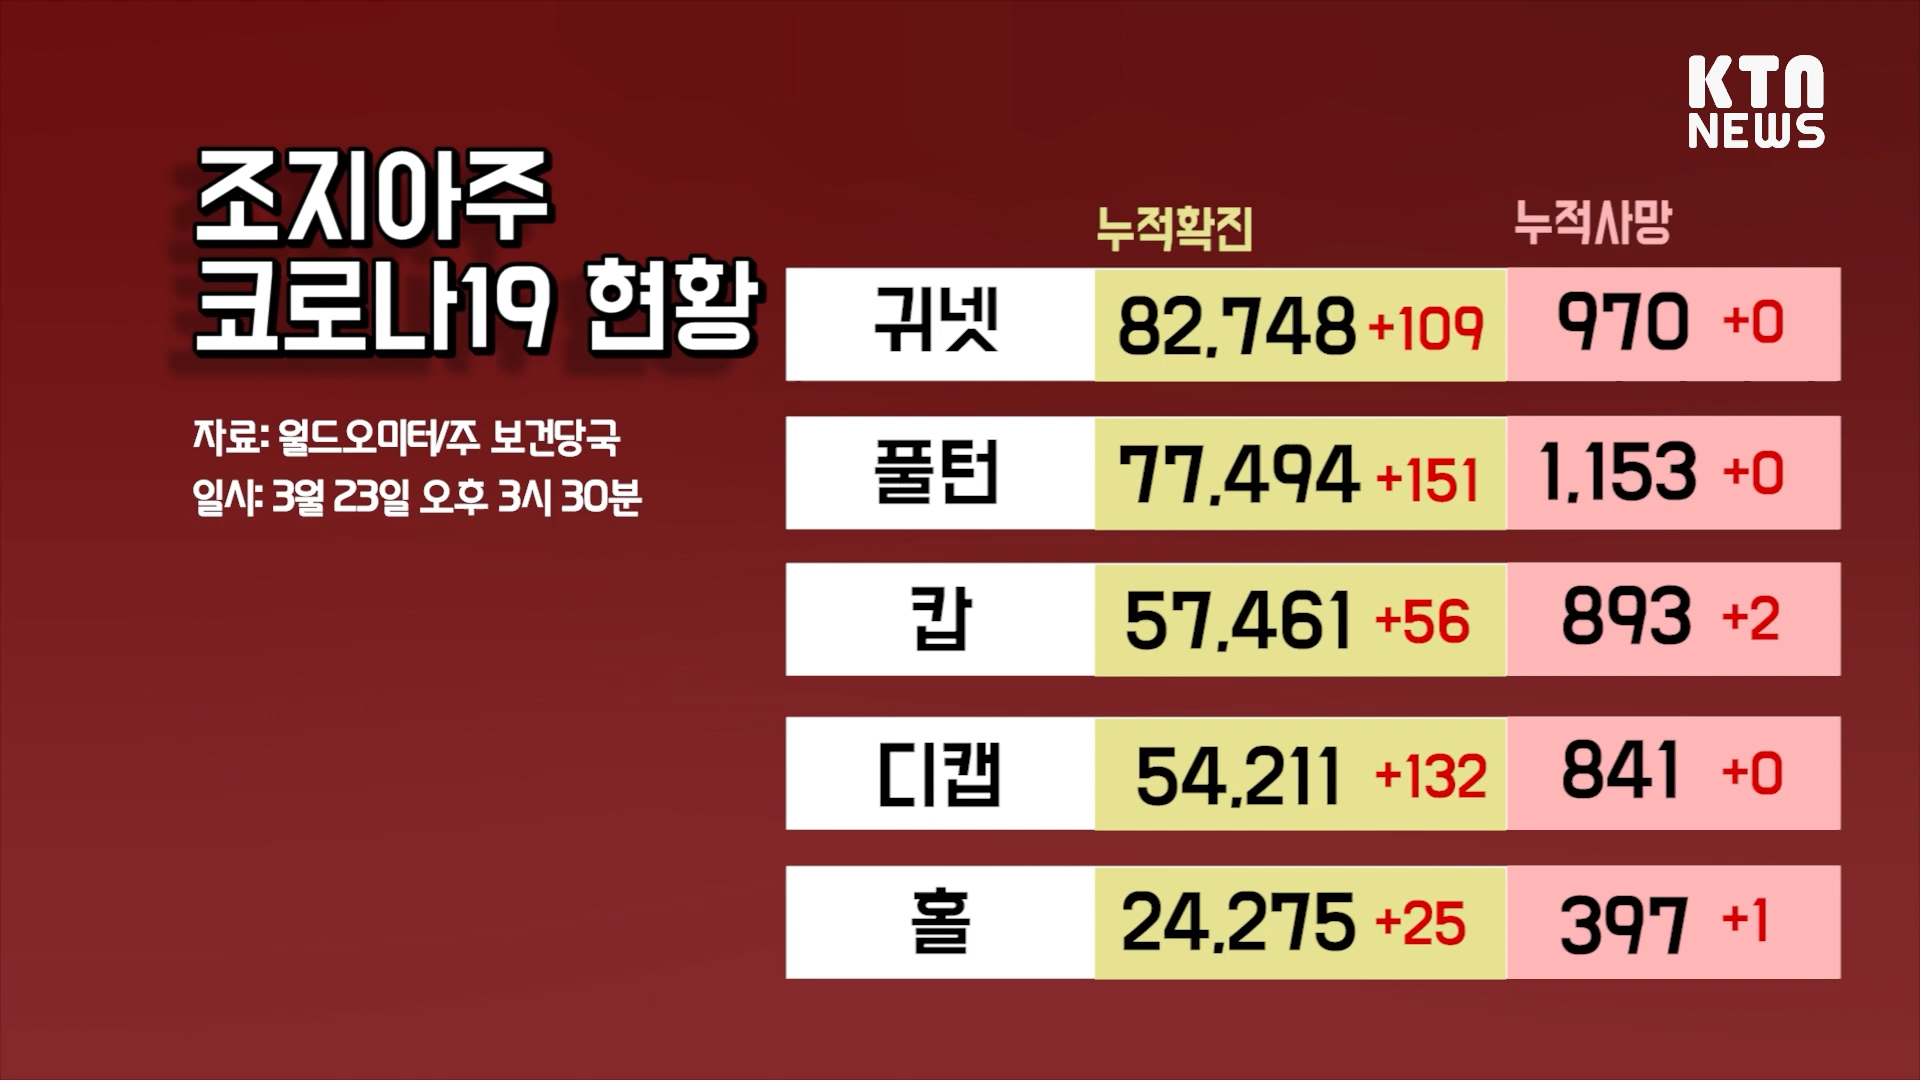 KTN
NEWS
조지아주
코로나19 현황
자료: 월드오미터/주 보건당국
일시: 3월 23일 오후 3시 30분
누적확진 누적사망
귀넷 82,748 +109 970 +0
풀턴 77,494 +151 1,153 +0
캅 57,461 +56 893 +2
디캡 54,211 +132 841 +0
홀 24,275 +25 397 +1